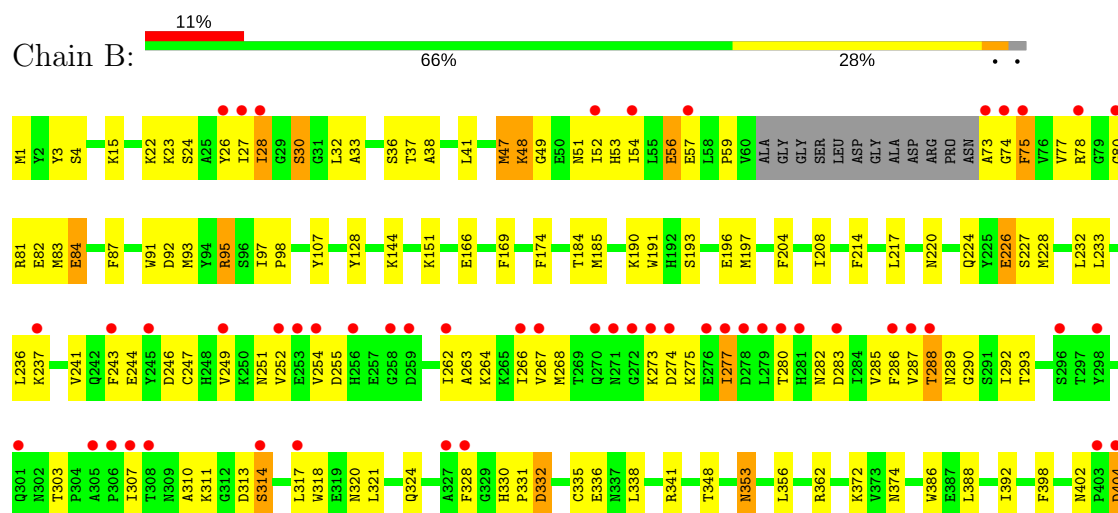 11%
Chain B:
66% 28% • •
M1 Y2 Y3 S4 K15 K22 K23 S24 A25 Y26 I27 I28 G29 S30 G31 L32 A33 S36 T37 A38 L41 M47 K48 G49 E50 N51 I52 H53 I54 L55 E56 E57 L58 P59 V60 ALA GLY GLY SER LEU ASP GLY ALA ASP ARG PRO ASN A73 G74 F75 V76 V77 R78 G79 G80
R81 E82 M83 E84 F87 W91 D92 M93 Y94 R95 S96 I97 P98 Y107 Y128 K144 K151 E166 F169 F174 T184 M185 K190 W191 H192 S193 E196 M197 F204 I208 F214 L217 N220 Q224 Y225 E226 S227 M228 L232 L233
L236 K237 V241 Q242 F243 E244 Y245 D246 C247 H248 V249 K250 N251 V252 E253 V254 D255 H256 E257 G258 D259 I262 A263 K264 K265 I266 V267 M268 T269 Q270 N271 G272 K273 D274 K275 E276 I277 D278 L279 T280 H281 N282 D283 I284 V285 F286 V287 T288 N289 G290 S291 I292 T293 S296 T297 Y298
Q301 N302 T303 P304 A305 P306 I307 T308 N309 A310 K311 G312 D313 S314 L317 W318 E319 N320 L321 Q324 A327 F328 G329 H330 P331 D332 C335 E336 N337 L338 R341 T348 N353 L356 R362 K372 V373 N374 W386 E387 L388 I392 F398 N402 P403